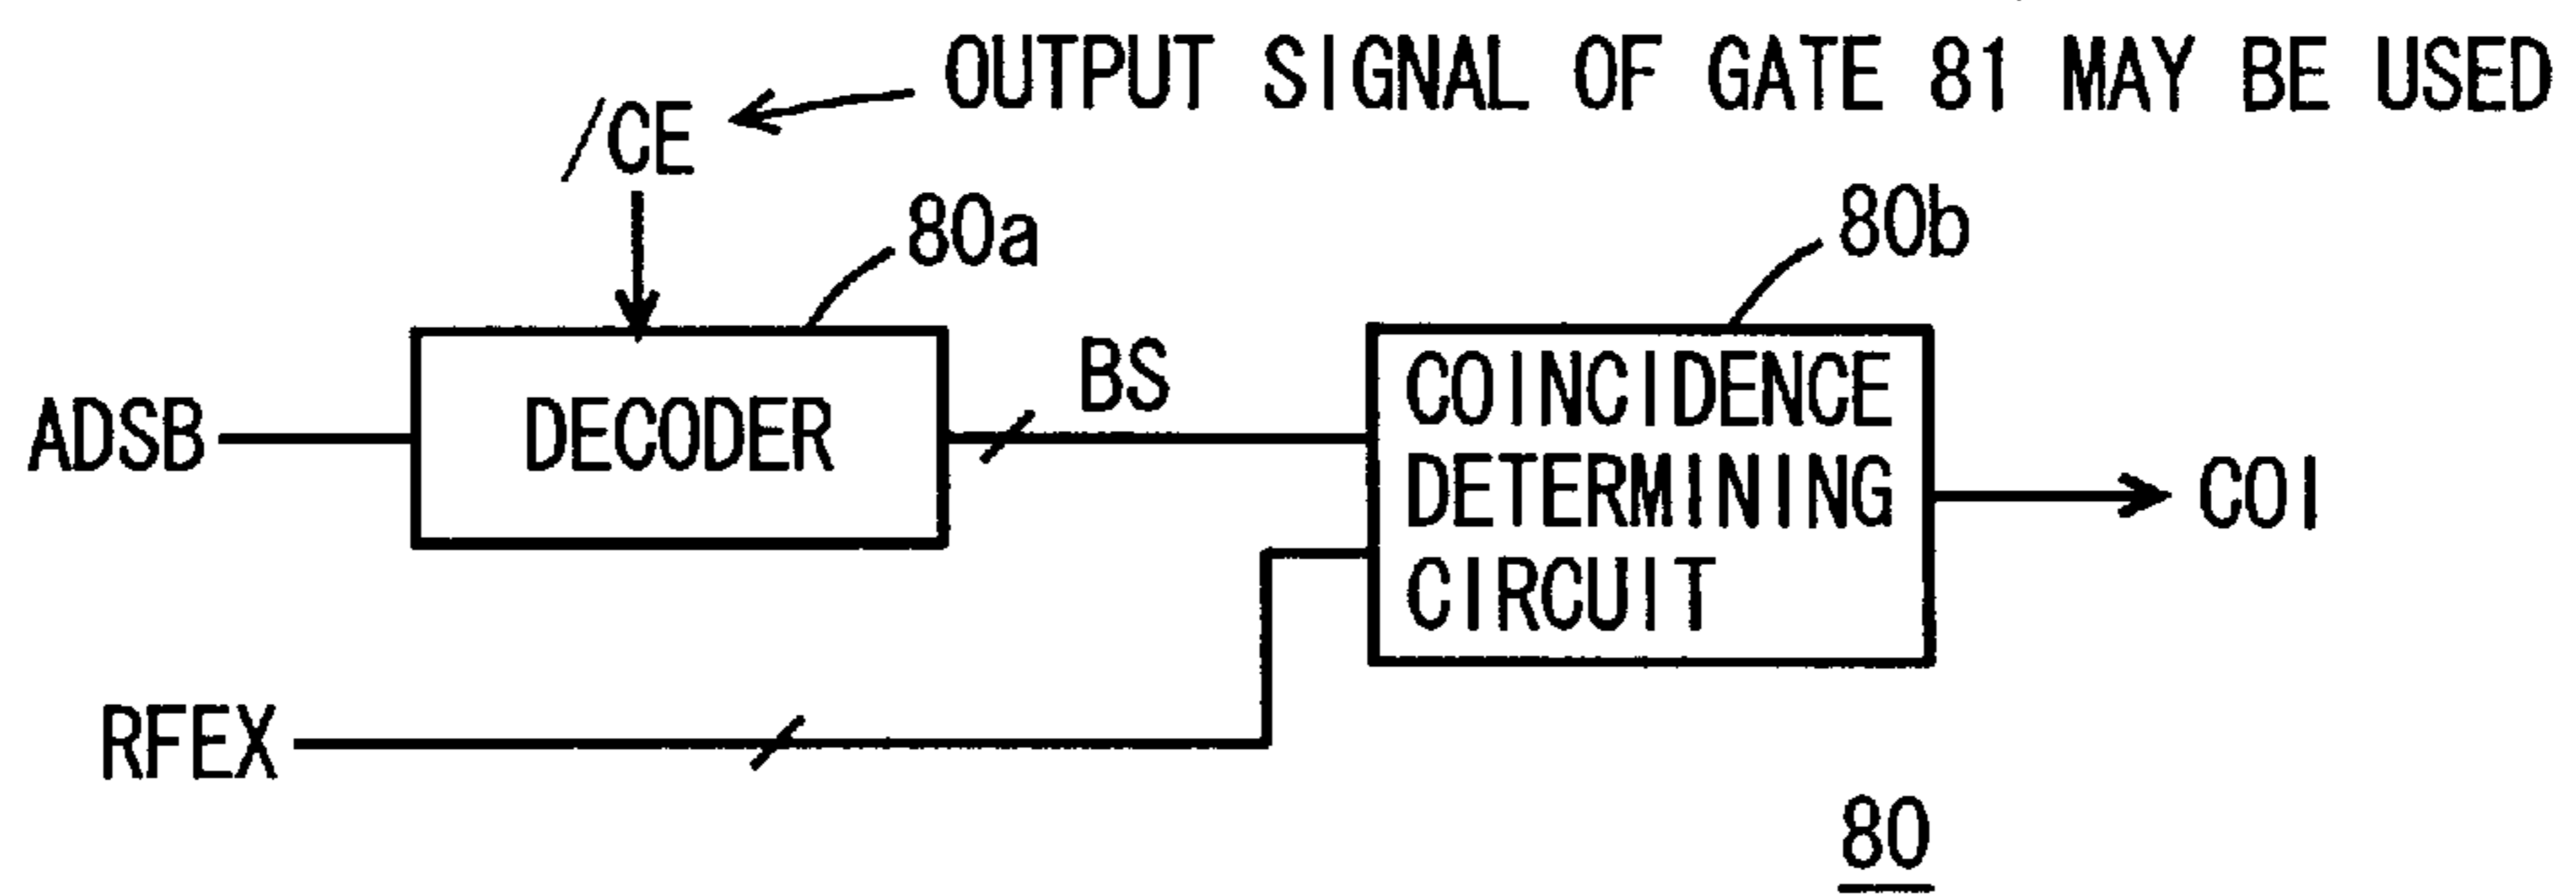 OUTPUT SIGNAL OF GATE 81 MAY BE USED
/CE
80a
80b
ADSB
DECODER
BS
COINCIDENCE
DETERMINING
CIRCUIT
COI
RFEX
80